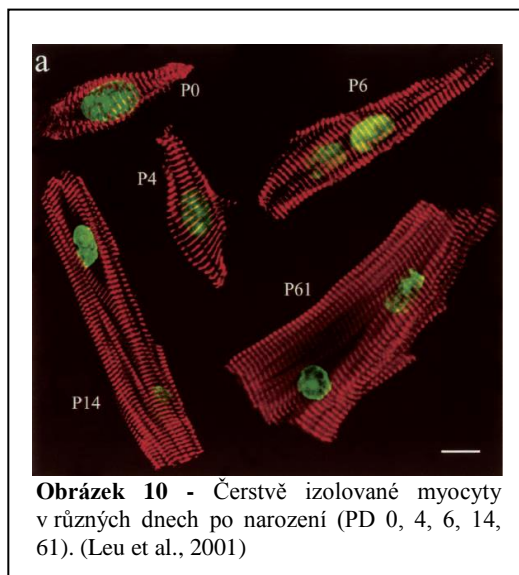 a
P0
P6
P4
P61
P14
Obrázek 10 - Čerstvě izolované myocyty
v různých dnech po narození (PD 0, 4, 6, 14,
61). (Leu et al., 2001)